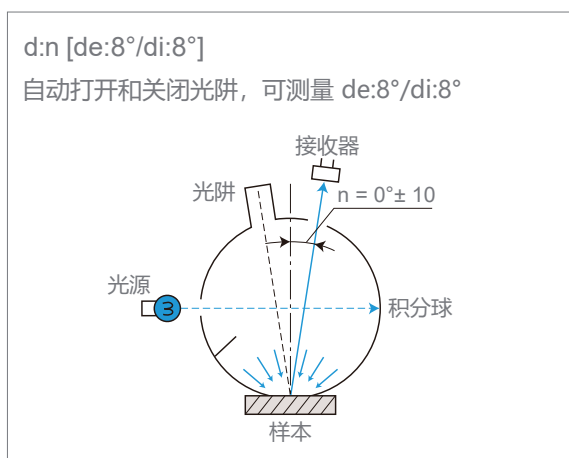 d:n [de:8°/di:8°]
自动打开和关闭光阱，可测量 de:8°/di:8°
接收器
光阱
n = 0°± 10
光源
积分球
样本